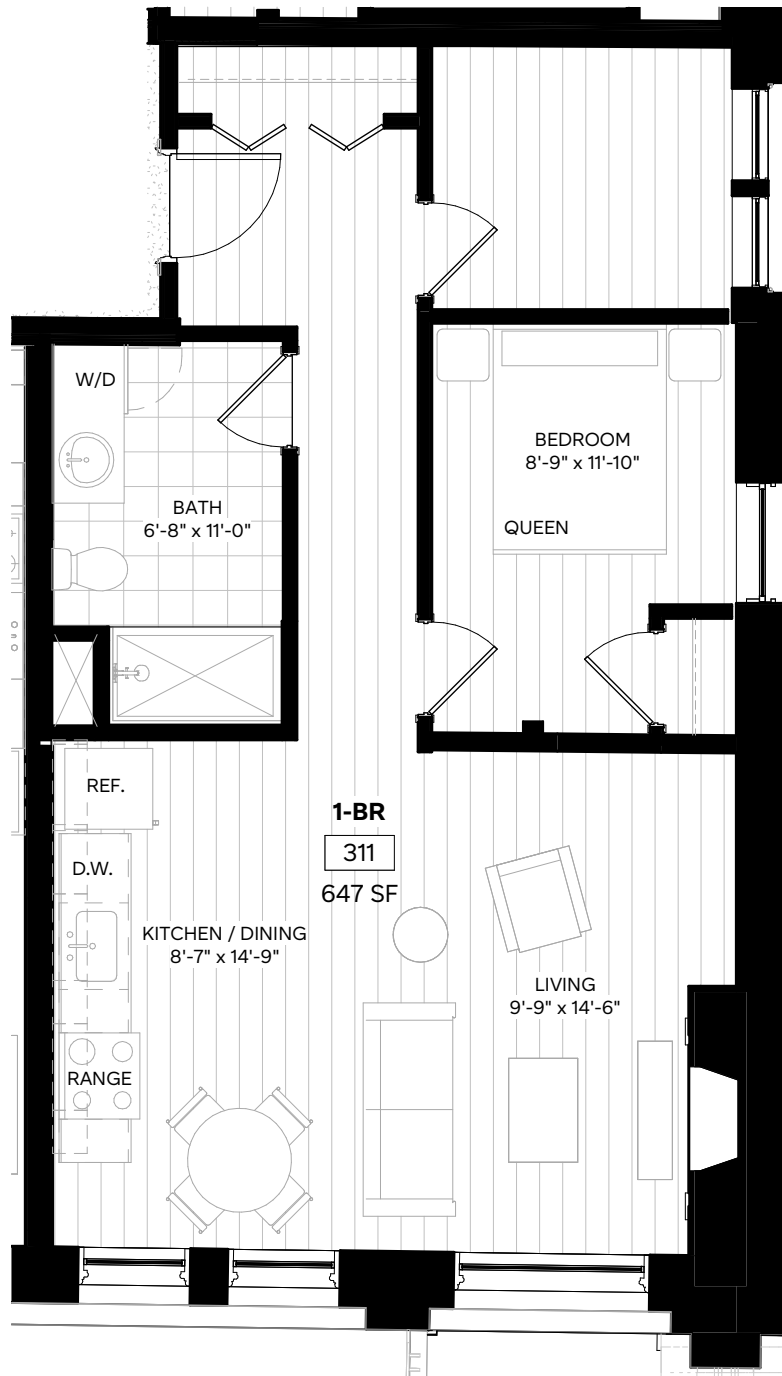 W/D
BEDROOM
8'-9" x 11'-10"
BATH
6'-8" x 11'-0"
QUEEN
REF.
1-BR
311
647 SF
D.W.
KITCHEN / DINING
8'-7" x 14'-9"
LIVING
9'-9" x 14'-6"
RANGE